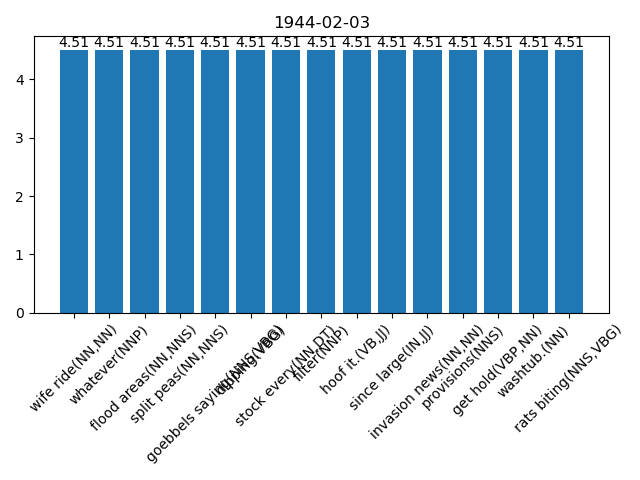 1944-02-03
4.51 4.51 4.51 4.51 4.51 4.51 4.51 4.51 4.51 4.51 4.51 4.51 4.51 4.51 4.51
4
3
2
1
0
wife ride(NN,NN)
whatever(NNP)
flood areas(NN,NNS)
split peas(NN,NNS)
goebbels saying(NNS,VBG)
stock every(NN,DT)
filter(NNP)
hoof it.(VB,JJ)
since large(IN,JJ)
invasion news(NN,NN)
provisions(NNS)
get hold(VBP,NN)
washtub.(NN)
rats biting(NNS,VBG)